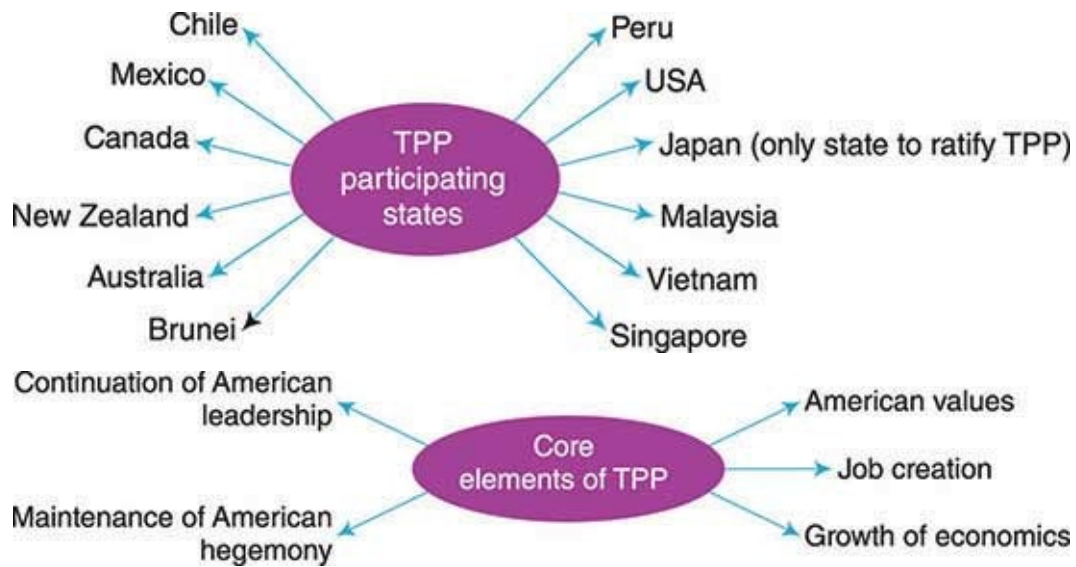 Chile
Mexico
Canada
New Zealand
Australia
Brunei
TPP
participating
states
Peru
USA
Japan (only state to ratify TPP)
Malaysia
Vietnam
Singapore
Continuation of American
leadership
Maintenance of American
hegemony
Core
elements of TPP
American values
Job creation
Growth of economics